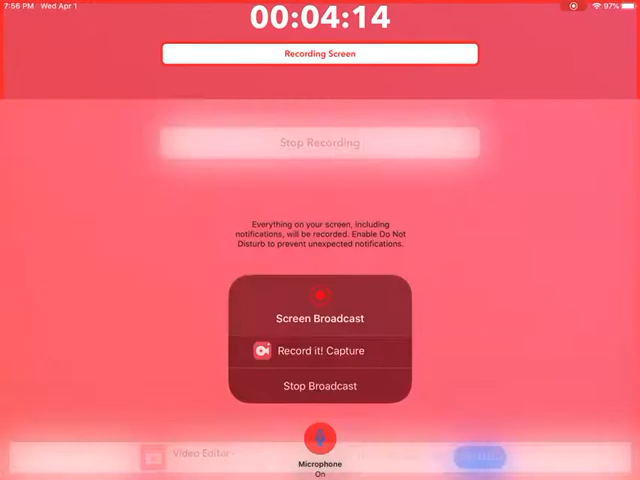 7:56 PM Wed Apr 1
97%
00:04:14
Recording Screen
Stop Recording
Everything on your screen, including
notifications, will be recorded. Enable Do Not
Disturb to prevent unexpected notifications.
Screen Broadcast
Record it! Capture
Stop Broadcast
Video Editor -
Microphone
On